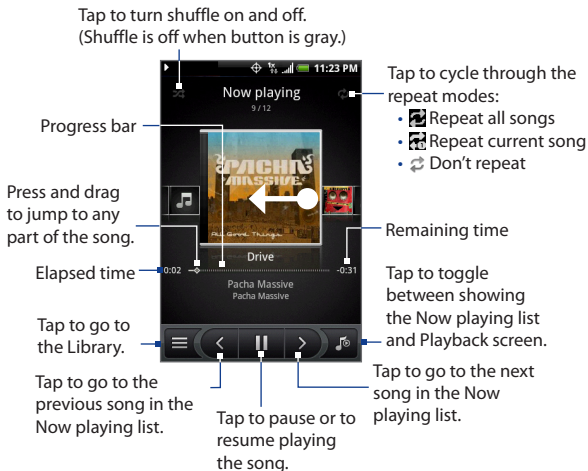 Tap to turn shuffle on and off.
(Shuffle is off when button is gray.)
11:23 PM
Now playing
9 / 12
Tap to cycle through the
repeat modes:
• Repeat all songs
• Repeat current song
• Don't repeat
Progress bar
PACHA
MASSIVE
All Good Things
Press and drag
to jump to any
part of the song.
Remaining time
Drive
Elapsed time
0:02
-0:31
Pacha Massive
Pacha Massive
Tap to toggle
between showing
the Now playing list
and Playback screen.
Tap to go to
the Library.
Tap to go to the
previous song in the
Now playing list.
Tap to pause or to
resume playing
the song.
Tap to go to the next
song in the Now
playing list.